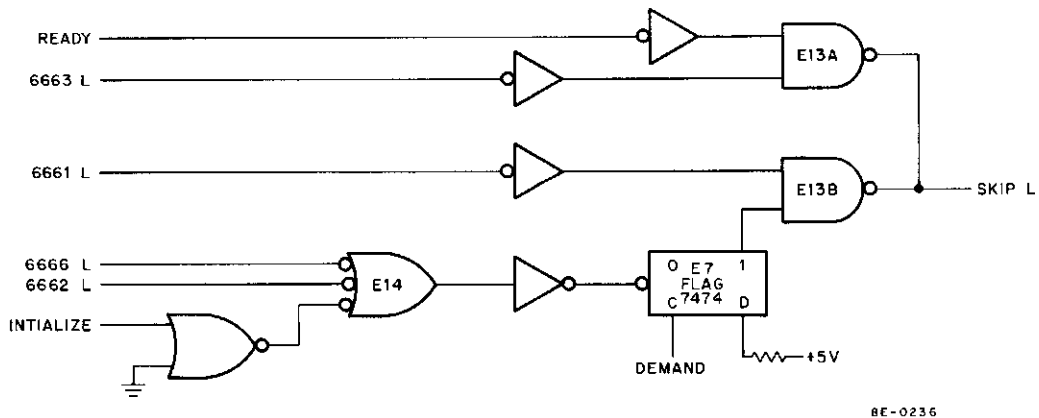 READY
E13A
6663 L
6661 L
E13B
SKIP L
6666 L
6662 L
E14
0 E7 1
FLAG
7474
C D
INTIALIZE
DEMAND
+5V
8E-0236